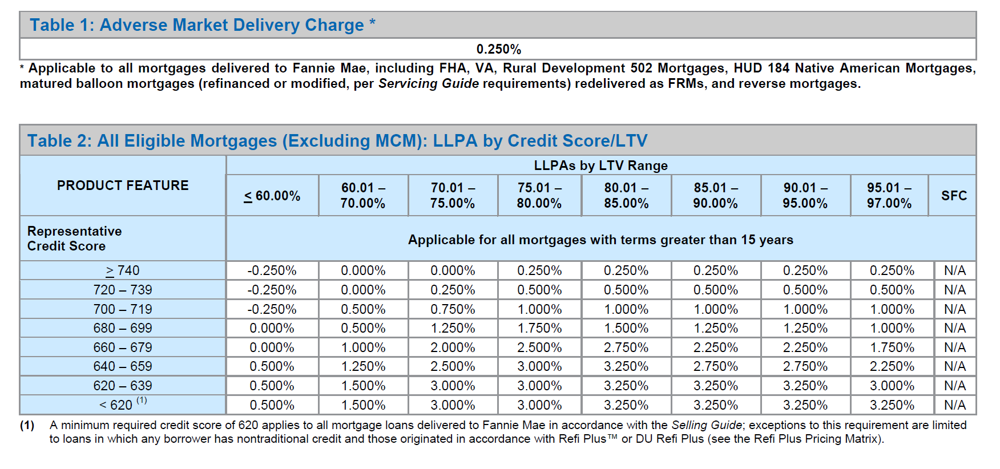 Table 1: Adverse Market Delivery Charge *
0.250%
* Applicable to all mortgages delivered to Fannie Mae, including FHA, VA, Rural Development 502 Mortgages, HUD 184 Native American Mortgages,
matured balloon mortgages (refinanced or modified, per Servicing Guide requirements) redelivered as FRMs, and reverse mortgages.
Table 2: All Eligible Mortgages (Excluding MCM): LLPA by Credit Score/LTV
PRODUCT FEATURE
LLPAs by LTV Range
≤ 60.00% 60.01 – 70.00% 70.01 – 75.00% 75.01 – 80.00% 80.01 – 85.00% 85.01 – 90.00% 90.01 – 95.00% 95.01 – 97.00% SFC
Representative
Credit Score
Applicable for all mortgages with terms greater than 15 years
≥ 740 -0.250% 0.000% 0.000% 0.250% 0.250% 0.250% 0.250% 0.250% N/A
720 – 739 -0.250% 0.000% 0.250% 0.500% 0.500% 0.500% 0.500% 0.500% N/A
700 – 719 -0.250% 0.500% 0.750% 1.000% 1.000% 1.000% 1.000% 1.000% N/A
680 – 699 0.000% 0.500% 1.250% 1.750% 1.500% 1.250% 1.250% 1.000% N/A
660 – 679 0.000% 1.000% 2.000% 2.500% 2.750% 2.250% 2.250% 1.750% N/A
640 – 659 0.500% 1.250% 2.500% 3.000% 3.250% 2.750% 2.750% 2.250% N/A
620 – 639 0.500% 1.500% 3.000% 3.000% 3.250% 3.250% 3.250% 3.000% N/A
< 620 (1) 0.500% 1.500% 3.000% 3.000% 3.250% 3.250% 3.250% 3.250% N/A
(1) A minimum required credit score of 620 applies to all mortgage loans delivered to Fannie Mae in accordance with the Selling Guide; exceptions to this requirement are limited
to loans in which any borrower has nontraditional credit and those originated in accordance with Refi Plus™ or DU Refi Plus (see the Refi Plus Pricing Matrix).